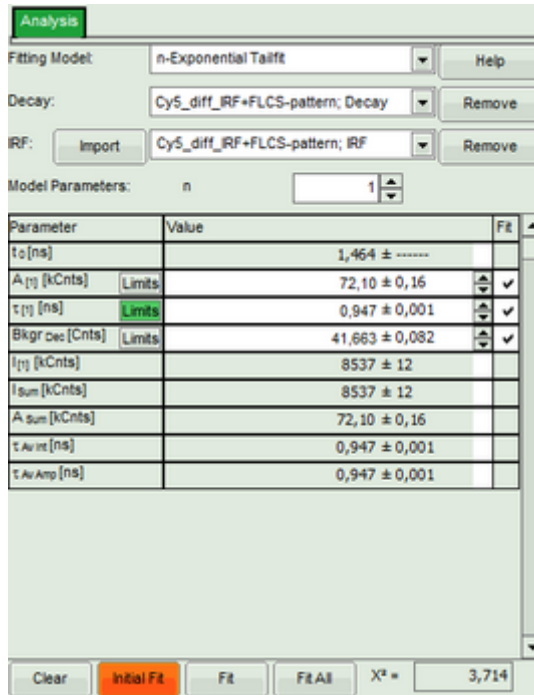 Analysis
Fitting Model: n-Exponential Tailfit Help
Decay: Cy5_diff_IRF+FLCS-pattern; Decay Remove
IRF: Import Cy5_diff_IRF+FLCS-pattern; IRF Remove
Model Parameters: n 1
Parameter Value Fit
t0[ns] 1,464 ± ------
A[1] [kCnts] Limits 72,10 ± 0,16 ✔
τ[1] [ns] Limits 0,947 ± 0,001 ✔
Bkgr Dec [Cnts] Limits 41,663 ± 0,082 ✔
I[1] [kCnts] 8537 ± 12
I Sum [kCnts] 8537 ± 12
A Sum [kCnts] 72,10 ± 0,16
τ Av Int [ns] 0,947 ± 0,001
τ Av Amp [ns] 0,947 ± 0,001
Clear Initial Fit Fit Fit All X² = 3,714